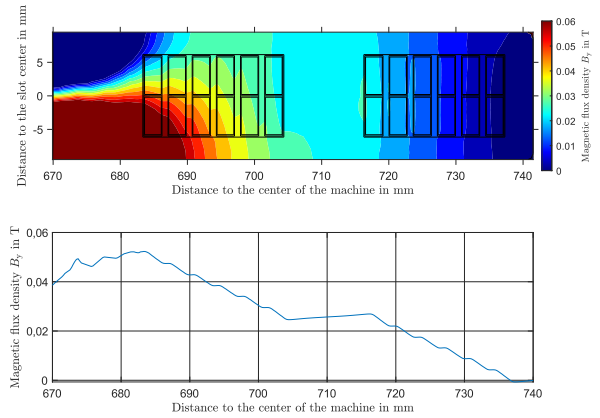 Distance to the slot center in mm
5
0
-5
670 680 690 700 710 720 730 740
Distance to the center of the machine in mm
0.06
0.05
0.04
0.03
0.02
0.01
0
Magnetic flux density By in T
Magnetic flux density By in T
0,06
0,04
0,02
0
670 680 690 700 710 720 730 740
Distance to the center of the machine in mm